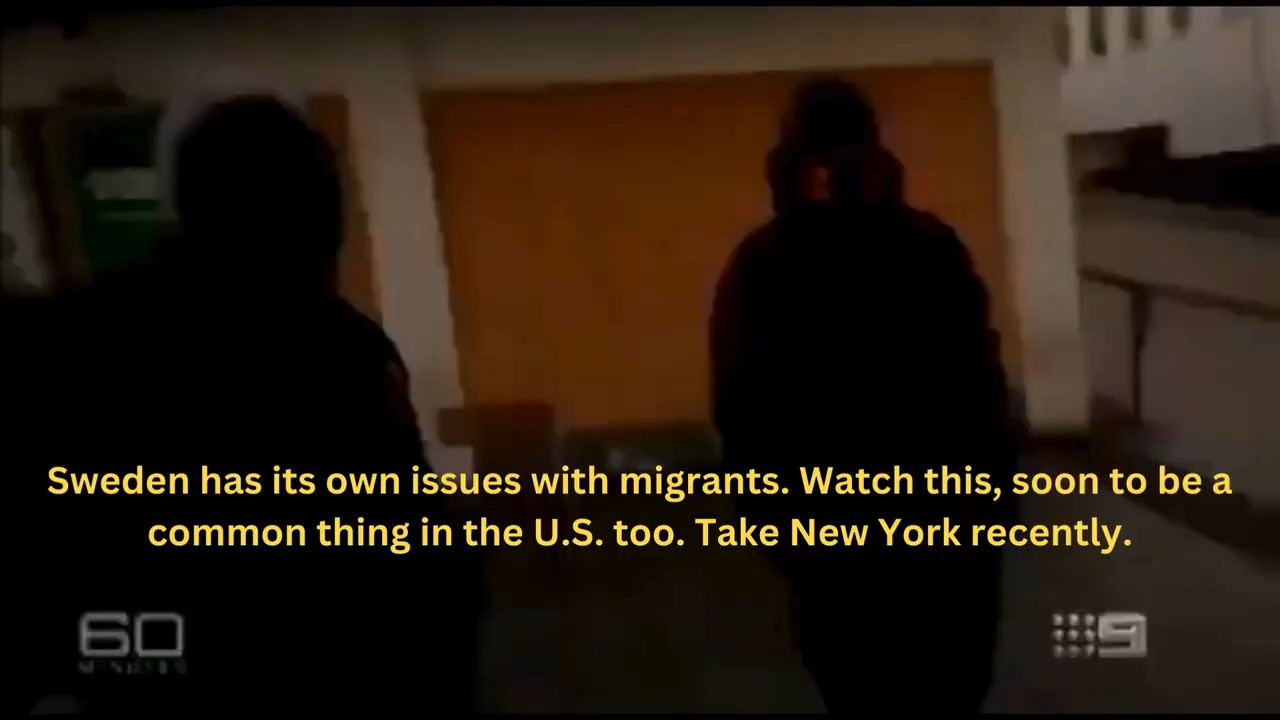 Sweden has its own issues with migrants. Watch this, soon to be a
common thing in the U.S. too. Take New York recently.
60
MINUTES
9